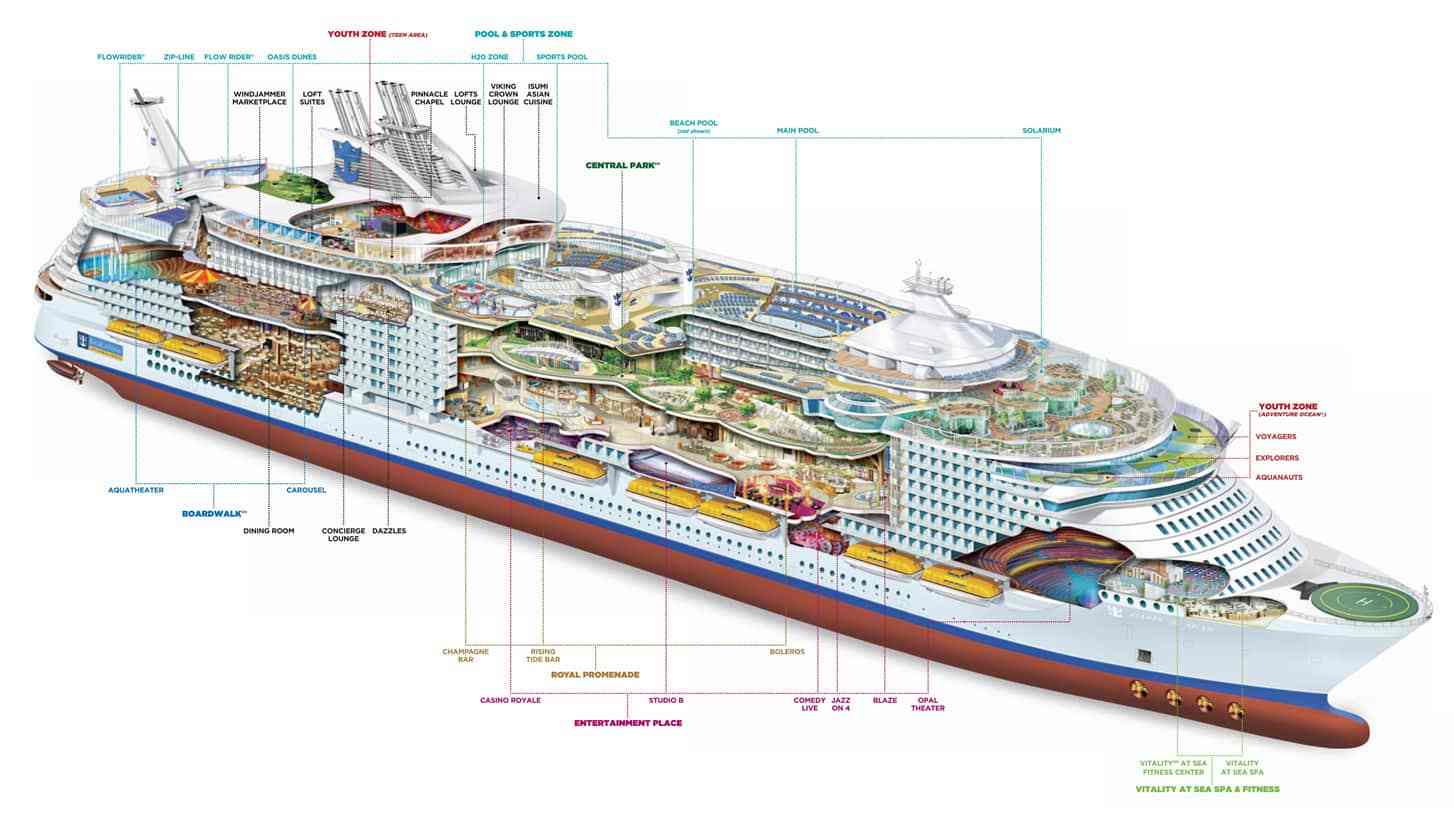 YOUTH ZONE (TEEN AREA)
POOL & SPORTS ZONE
FLOWRIDER®
ZIP-LINE
FLOW RIDER®
OASIS DUNES
H2O ZONE
SPORTS POOL
WINDJAMMER
MARKETPLACE
LOFT
SUITES
PINNACLE
CHAPEL
LOFTS
LOUNGE
VIKING
CROWN
LOUNGE
ISUMI
ASIAN
CUISINE
BEACH POOL
(not shown)
MAIN POOL
SOLARIUM
CENTRAL PARK℠
YOUTH ZONE
(ADVENTURE OCEAN®)
VOYAGERS
EXPLORERS
AQUANAUTS
AQUATHEATER
CAROUSEL
BOARDWALK℠
DINING ROOM
CONCIERGE
LOUNGE
DAZZLES
H
CHAMPAGNE
BAR
RISING
TIDE BAR
BOLEROS
ROYAL PROMENADE
CASINO ROYALE
STUDIO B
COMEDY
LIVE
JAZZ
ON 4
BLAZE
OPAL
THEATER
ENTERTAINMENT PLACE
VITALITY℠ AT SEA
FITNESS CENTER
VITALITY
AT SEA SPA
VITALITY AT SEA SPA & FITNESS